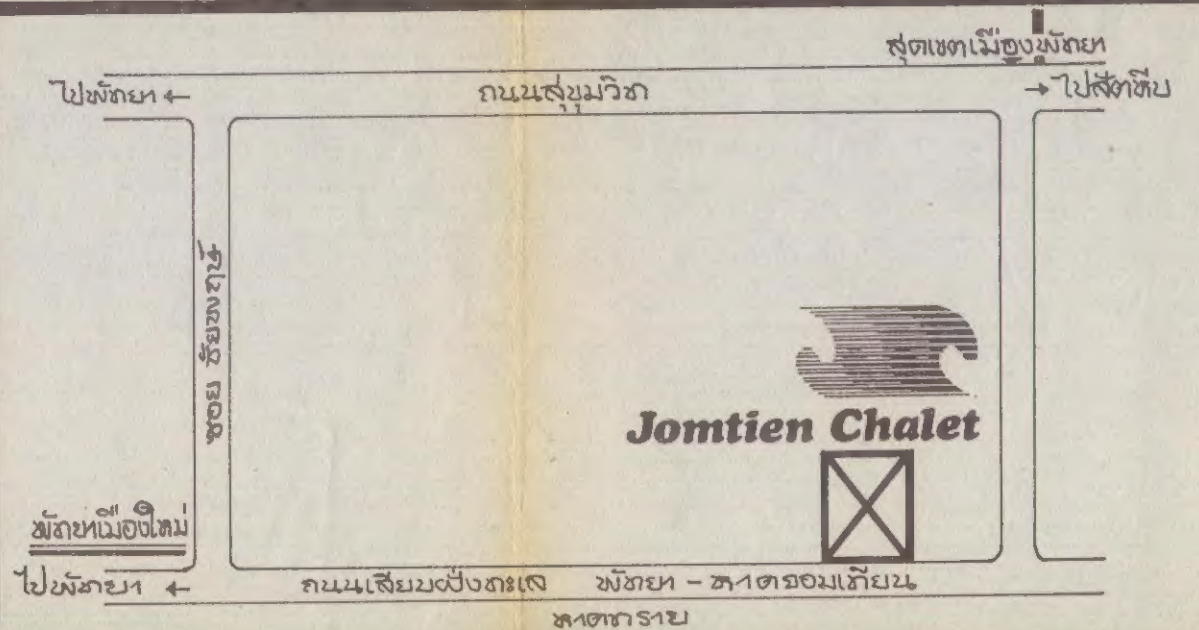 สุดเขตเมืองพัทยา
ไปพัทยา ←
ถนนสุขุมวิท
→ ไปสัตหีบ
ซอย ชัยพฤกษ์
Jomtien Chalet
พัทยาเมืองใหม่
ไปพัทยา ←
ถนนเลียบฝั่งทะเล พัทยา - หาดจอมเทียน
หาดทราย